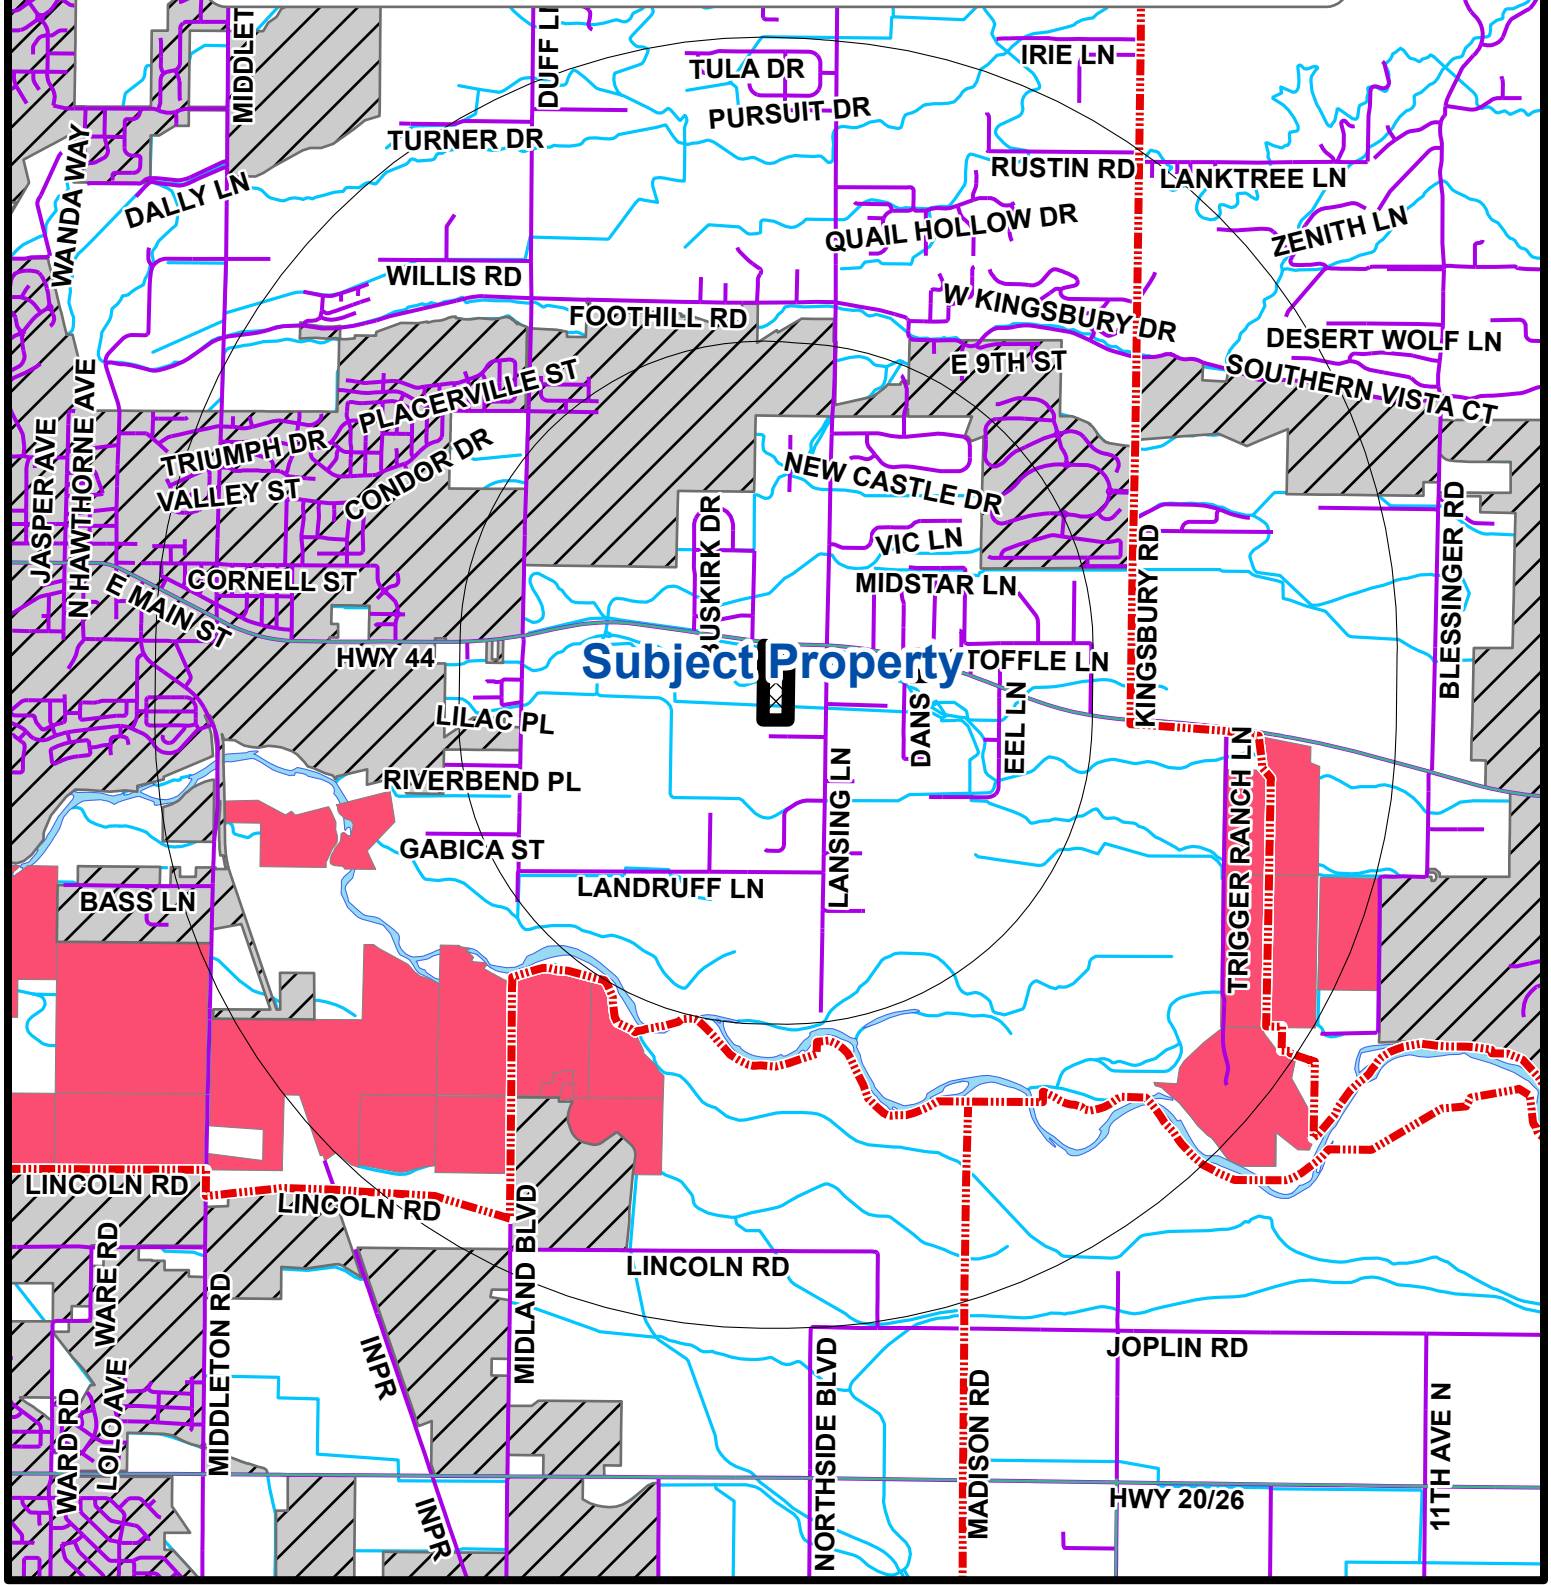 MIDDLET
DUFF L
IRIE LN
TULA DR
PURSUIT DR
TURNER DR
WANDA WAY
DALLY LN
RUSTIN RD
LANKTREE LN
QUAIL HOLLOW DR
ZENITH LN
WILLIS RD
FOOTHILL RD
W KINGSBURY DR
DESERT WOLF LN
E 9TH ST
SOUTHERN VISTA CT
PLACERVILLE ST
JASPER AVE
N HAWTHORNE AVE
TRIUMPH DR
VALLEY ST
CONDOR DR
NEW CASTLE DR
BUSKIRK DR
VIC LN
MIDSTAR LN
KINGSBURY RD
BLESSINGER RD
CORNELL ST
E MAIN ST
HWY 44
Subject Property
TOFFLE LN
DANS
EEL LN
LILAC PL
RIVERBEND PL
LANSING LN
TRIGGER RANCH LN
GABICA ST
LANDRUFF LN
BASS LN
LINCOLN RD
LINCOLN RD
LINCOLN RD
WARE RD
MIDDLETON RD
MIDLAND BLVD
INPR
JOPLIN RD
WARD RD
LOLO AVE
NORTHSIDE BLVD
MADISON RD
11TH AVE N
HWY 20/26
INPR